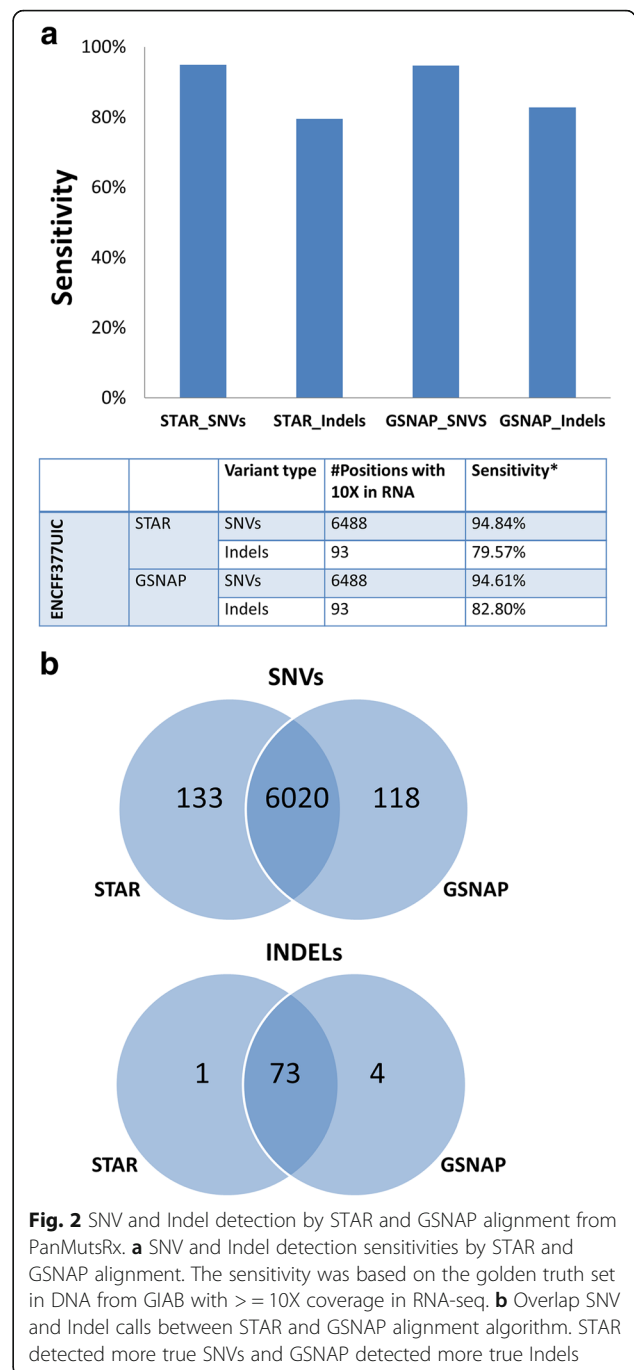 a
100%
80%
60%
40%
20%
0%
Sensitivity
STAR_SNVs STAR_Indels GSNAP_SNVS GSNAP_Indels
Variant type #Positions with 10X in RNA Sensitivity*
ENCFF377UIC
STAR SNVs 6488 94.84%
Indels 93 79.57%
GSNAP SNVs 6488 94.61%
Indels 93 82.80%
b
SNVs
133 6020 118
STAR GSNAP
INDELs
1 73 4
STAR GSNAP
Fig. 2 SNV and Indel detection by STAR and GSNAP alignment from
PanMutsRx. a SNV and Indel detection sensitivities by STAR and
GSNAP alignment. The sensitivity was based on the golden truth set
in DNA from GIAB with > = 10X coverage in RNA-seq. b Overlap SNV
and Indel calls between STAR and GSNAP alignment algorithm. STAR
detected more true SNVs and GSNAP detected more true Indels